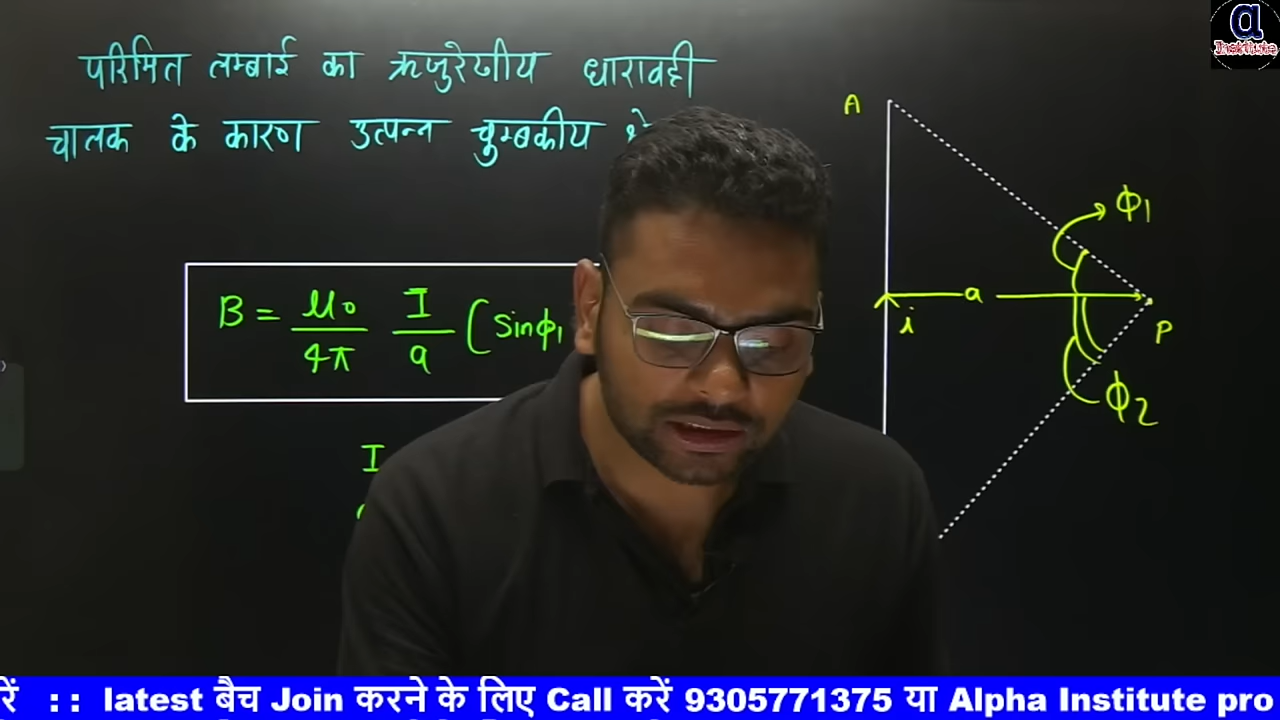 परिमित लम्बाई का ऋजुरेखीय धारावाही
चालक के कारण उत्पन्न चुम्बकीय
B = μ0/4π I/a (Sinφ1
I
A
φ1
a
i
P
φ2
α
Institute
रें :: latest बैच Join करने के लिए Call करें 9305771375 या Alpha Institute pro